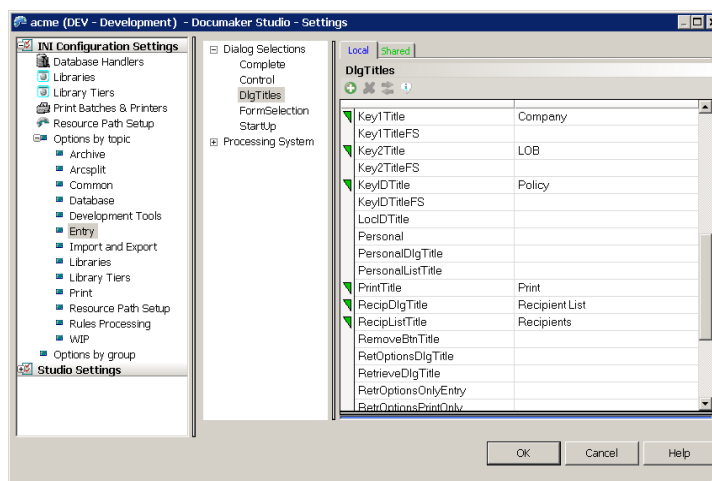 acme (DEV - Development) - Documaker Studio - Settings
INI Configuration Settings
Database Handlers
Libraries
Library Tiers
Print Batches & Printers
Resource Path Setup
Options by topic
Archive
Arcsplit
Common
Database
Development Tools
Entry
Import and Export
Libraries
Library Tiers
Print
Resource Path Setup
Rules Processing
WIP
Options by group
Studio Settings
Dialog Selections
Complete
Control
DlgTitles
FormSelection
StartUp
Processing System
Local Shared
DlgTitles
Key1Title Company
Key1TitleFS
Key2Title LOB
Key2TitleFS
KeyIDTitle Policy
KeyIDTitleFS
LocIDTitle
Personal
PersonalDlgTitle
PersonalListTitle
PrintTitle Print
RecipDlgTitle Recipient List
RecipListTitle Recipients
RemoveBtnTitle
RetOptionsDlgTitle
RetrieveDlgTitle
RetrOptionsOnlyEntry
RetrOptionsPrintOnly
OK Cancel Help